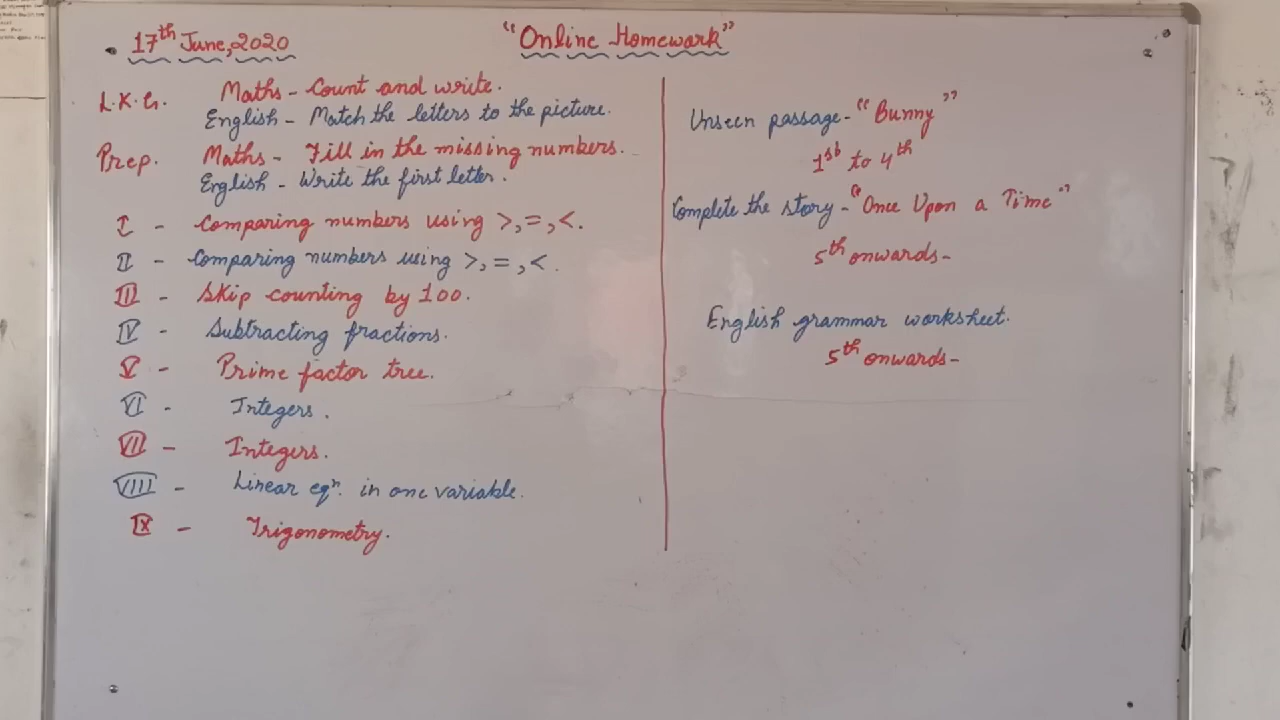 17th June, 2020
"Online Homework"
L.K.G. Maths - Count and write.
English - Match the letters to the picture.
Prep. Maths - Fill in the missing numbers.
English - Write the first letter.
I - Comparing numbers using >, =, <.
II - Comparing numbers using >, =, <.
III - Skip counting by 100.
IV - Subtracting fractions.
V - Prime factor tree.
VI - Integers.
VII - Integers.
VIII - Linear eqn. in one variable.
IX - Trigonometry.
Unseen passage - "Bunny"
1st to 4th
Complete the story - "Once Upon a Time"
5th onwards -
English grammar worksheet.
5th onwards -